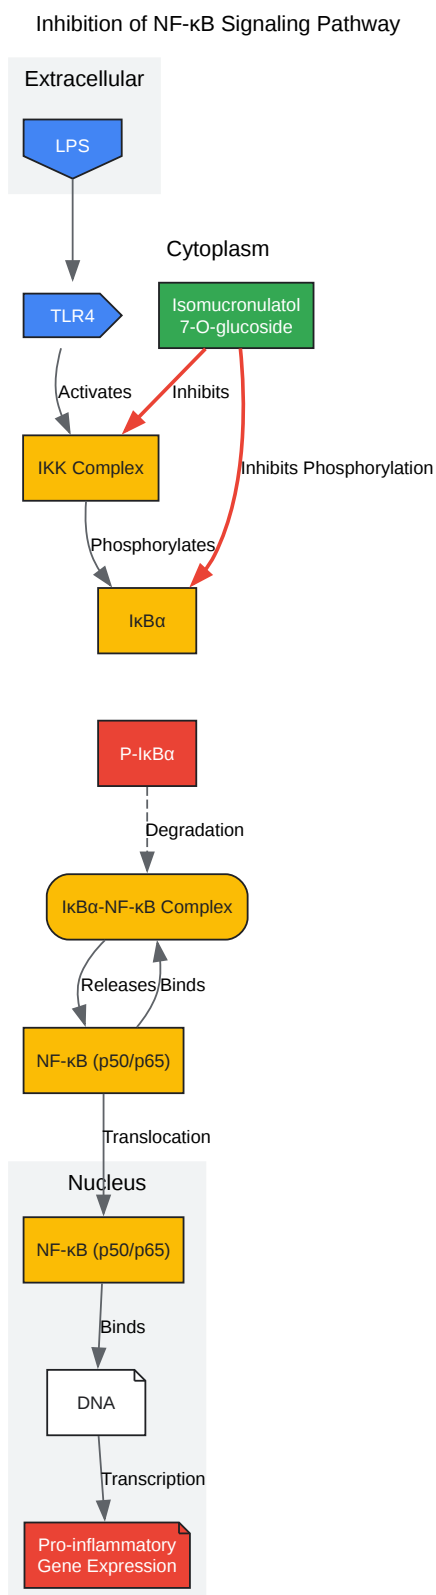 Inhibition of NF-κB Signaling Pathway
Extracellular
LPS
Cytoplasm
TLR4
Isomucronulatol
7-O-glucoside
Activates
Inhibits
IKK Complex
Inhibits Phosphorylation
Phosphorylates
IκBα
P-IκBα
Degradation
IκBα-NF-κB Complex
Releases
Binds
NF-κB (p50/p65)
Translocation
Nucleus
NF-κB (p50/p65)
Binds
DNA
Transcription
Pro-inflammatory
Gene Expression